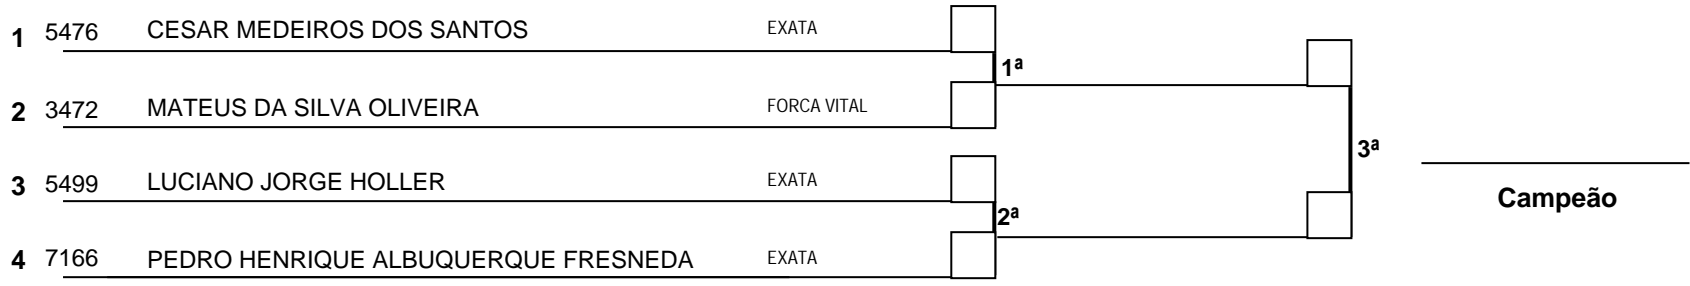 1 5476 CESAR MEDEIROS DOS SANTOS EXATA
1ª
2 3472 MATEUS DA SILVA OLIVEIRA FORCA VITAL
3ª
3 5499 LUCIANO JORGE HOLLER EXATA
Campeão
2ª
4 7166 PEDRO HENRIQUE ALBUQUERQUE FRESNEDA EXATA